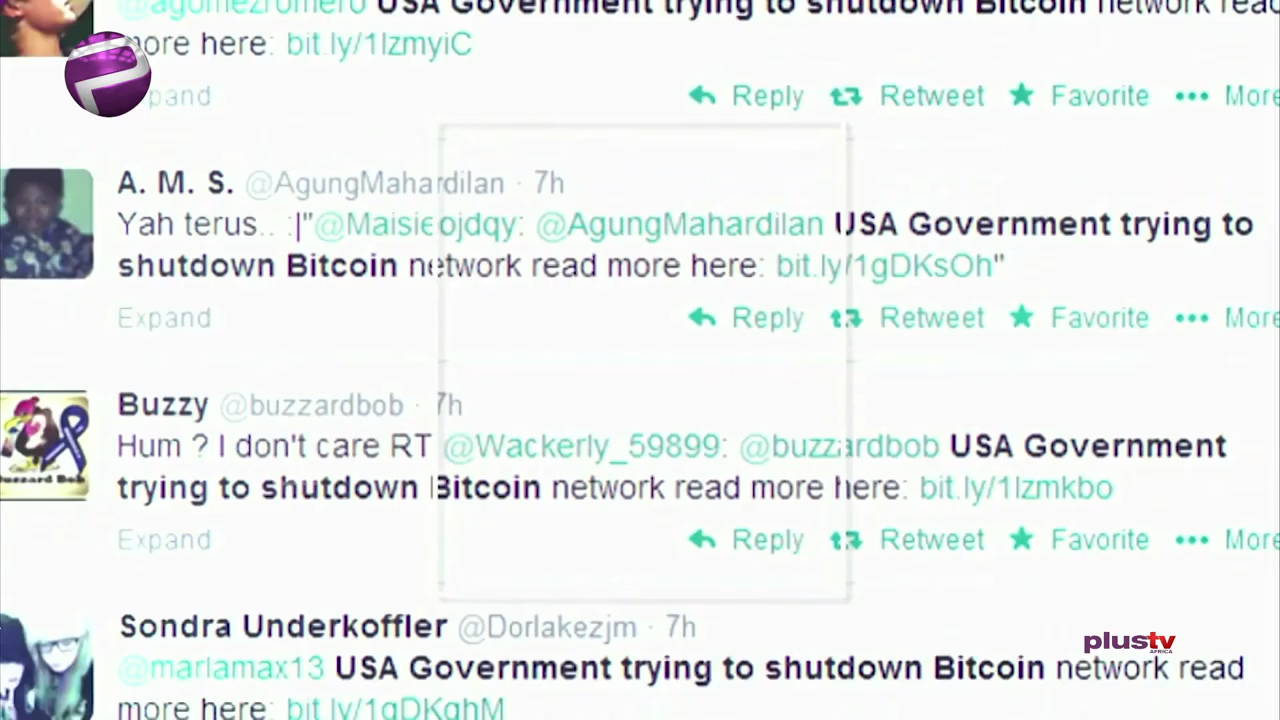 @agomezromero USA Government trying to shutdown Bitcoin network read
more here: bit.ly/1lzmyiC
pand
Reply Retweet Favorite More
A. M. S. @AgungMahardilan · 7h
Yah terus.. :|"@Maisieojdqy: @AgungMahardilan USA Government trying to
shutdown Bitcoin network read more here: bit.ly/1gDKsOh"
Expand
Reply Retweet Favorite More
Buzzy @buzzardbob · 7h
Hum ? I don't care RT @Wackerly_59899: @buzzardbob USA Government
trying to shutdown Bitcoin network read more here: bit.ly/1lzmkbo
Expand
Reply Retweet Favorite More
Buzzard Bob
Sondra Underkoffler @Dorlakezjm · 7h
@marlamax13 USA Government trying to shutdown Bitcoin network read
more here: bit.ly/1gDKqhM
plustv
AFRICA